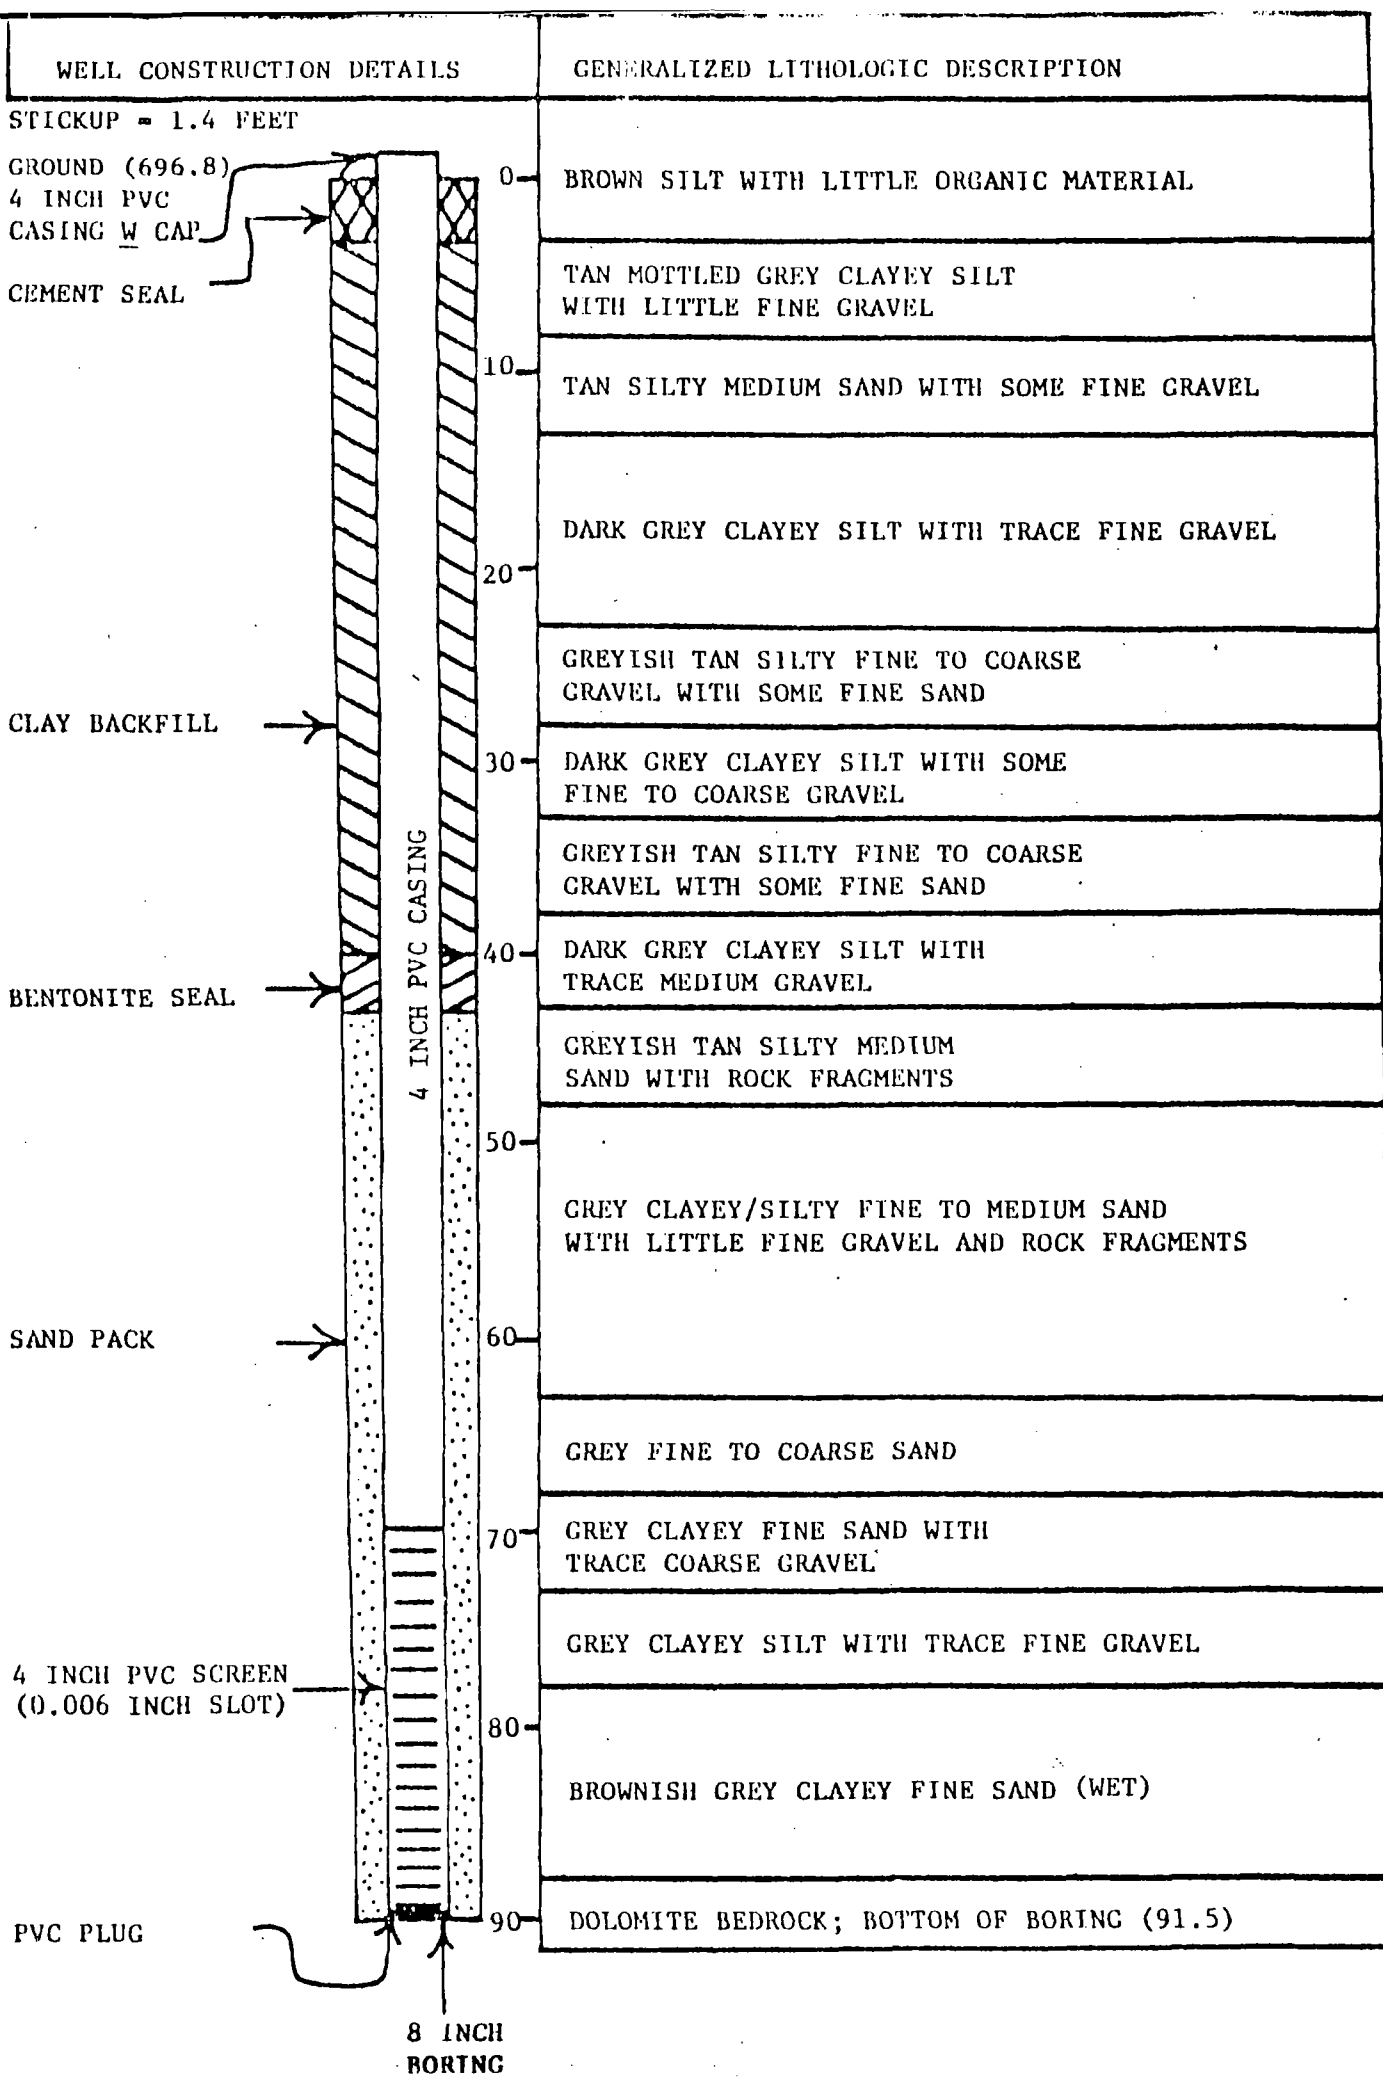 WELL CONSTRUCTION DETAILS
GENERALIZED LITHOLOGIC DESCRIPTION
STICKUP = 1.4 FEET
GROUND (696.8)
4 INCH PVC
CASING W CAP
CEMENT SEAL
CLAY BACKFILL
BENTONITE SEAL
SAND PACK
4 INCH PVC SCREEN
(0.006 INCH SLOT)
PVC PLUG
8 INCH
BORING
4 INCH PVC CASING
0
10
20
30
40
50
60
70
80
90
BROWN SILT WITH LITTLE ORGANIC MATERIAL
TAN MOTTLED GREY CLAYEY SILT
WITH LITTLE FINE GRAVEL
TAN SILTY MEDIUM SAND WITH SOME FINE GRAVEL
DARK GREY CLAYEY SILT WITH TRACE FINE GRAVEL
GREYISH TAN SILTY FINE TO COARSE
GRAVEL WITH SOME FINE SAND
DARK GREY CLAYEY SILT WITH SOME
FINE TO COARSE GRAVEL
GREYISH TAN SILTY FINE TO COARSE
GRAVEL WITH SOME FINE SAND
DARK GREY CLAYEY SILT WITH
TRACE MEDIUM GRAVEL
GREYISH TAN SILTY MEDIUM
SAND WITH ROCK FRAGMENTS
GREY CLAYEY/SILTY FINE TO MEDIUM SAND
WITH LITTLE FINE GRAVEL AND ROCK FRAGMENTS
GREY FINE TO COARSE SAND
GREY CLAYEY FINE SAND WITH
TRACE COARSE GRAVEL
GREY CLAYEY SILT WITH TRACE FINE GRAVEL
BROWNISH GREY CLAYEY FINE SAND (WET)
DOLOMITE BEDROCK; BOTTOM OF BORING (91.5)